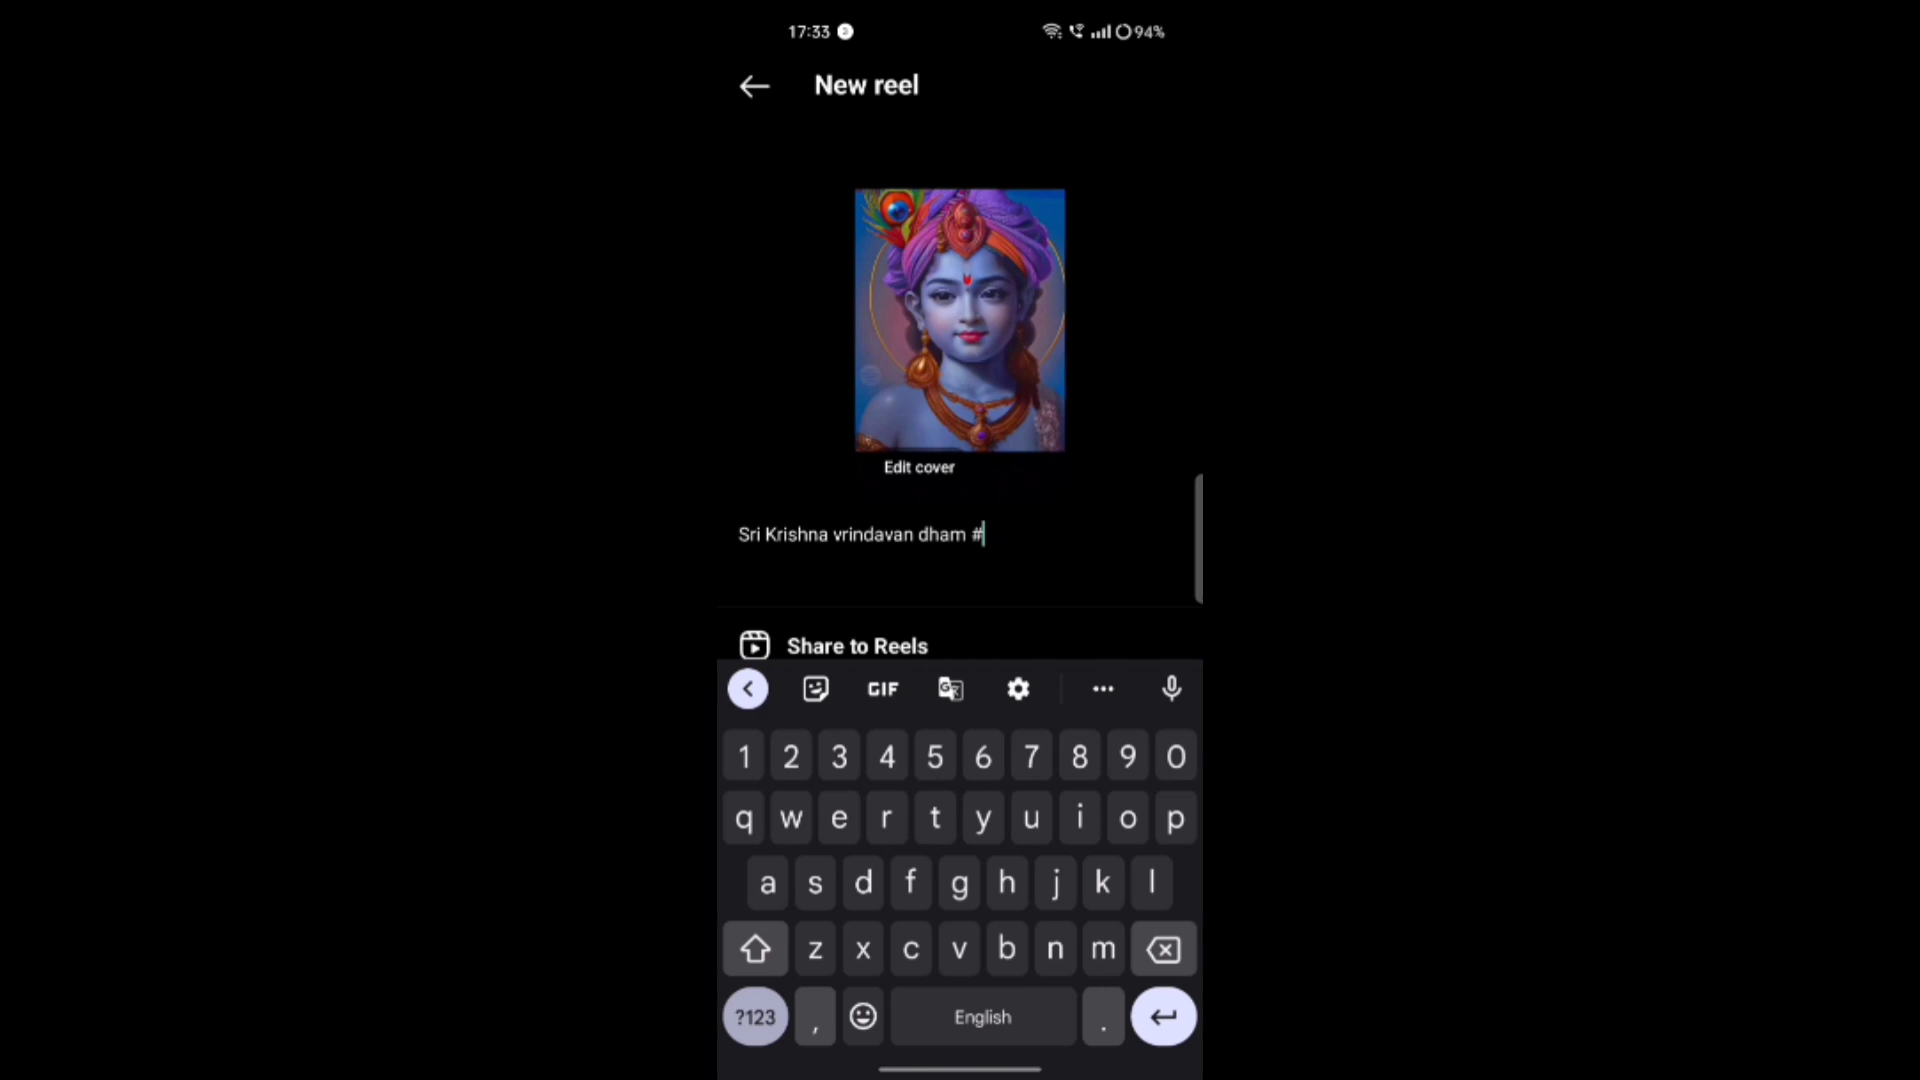 17:33
94%
New reel
Edit cover
Sri Krishna vrindavan dham #
Share to Reels
GIF
1 2 3 4 5 6 7 8 9 0
q w e r t y u i o p
a s d f g h j k l
z x c v b n m
?123 , English .